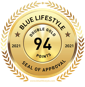 BLUE LIFESTYLE
DOUBLE GOLD
2021
94
2021
POINTS
SEAL OF APPROVAL